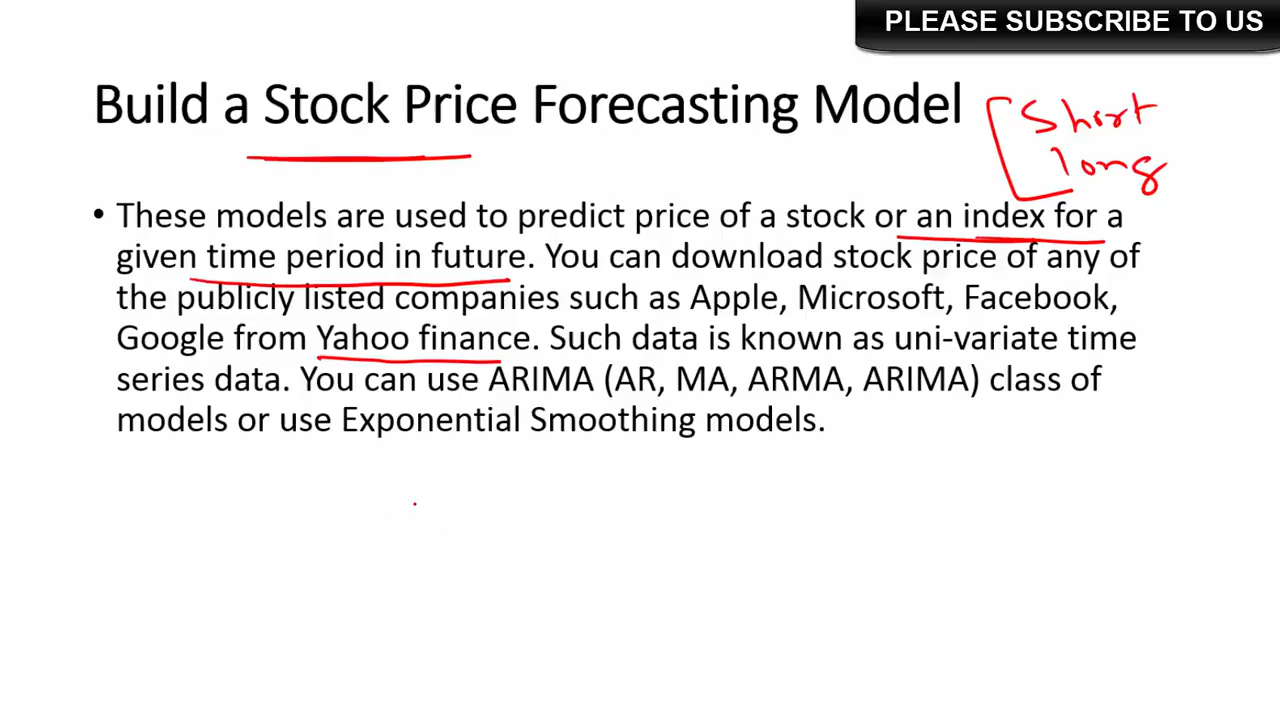 PLEASE SUBSCRIBE TO US
Build a Stock Price Forecasting Model
Short
long
• These models are used to predict price of a stock or an index for a
given time period in future. You can download stock price of any of
the publicly listed companies such as Apple, Microsoft, Facebook,
Google from Yahoo finance. Such data is known as uni-variate time
series data. You can use ARIMA (AR, MA, ARMA, ARIMA) class of
models or use Exponential Smoothing models.